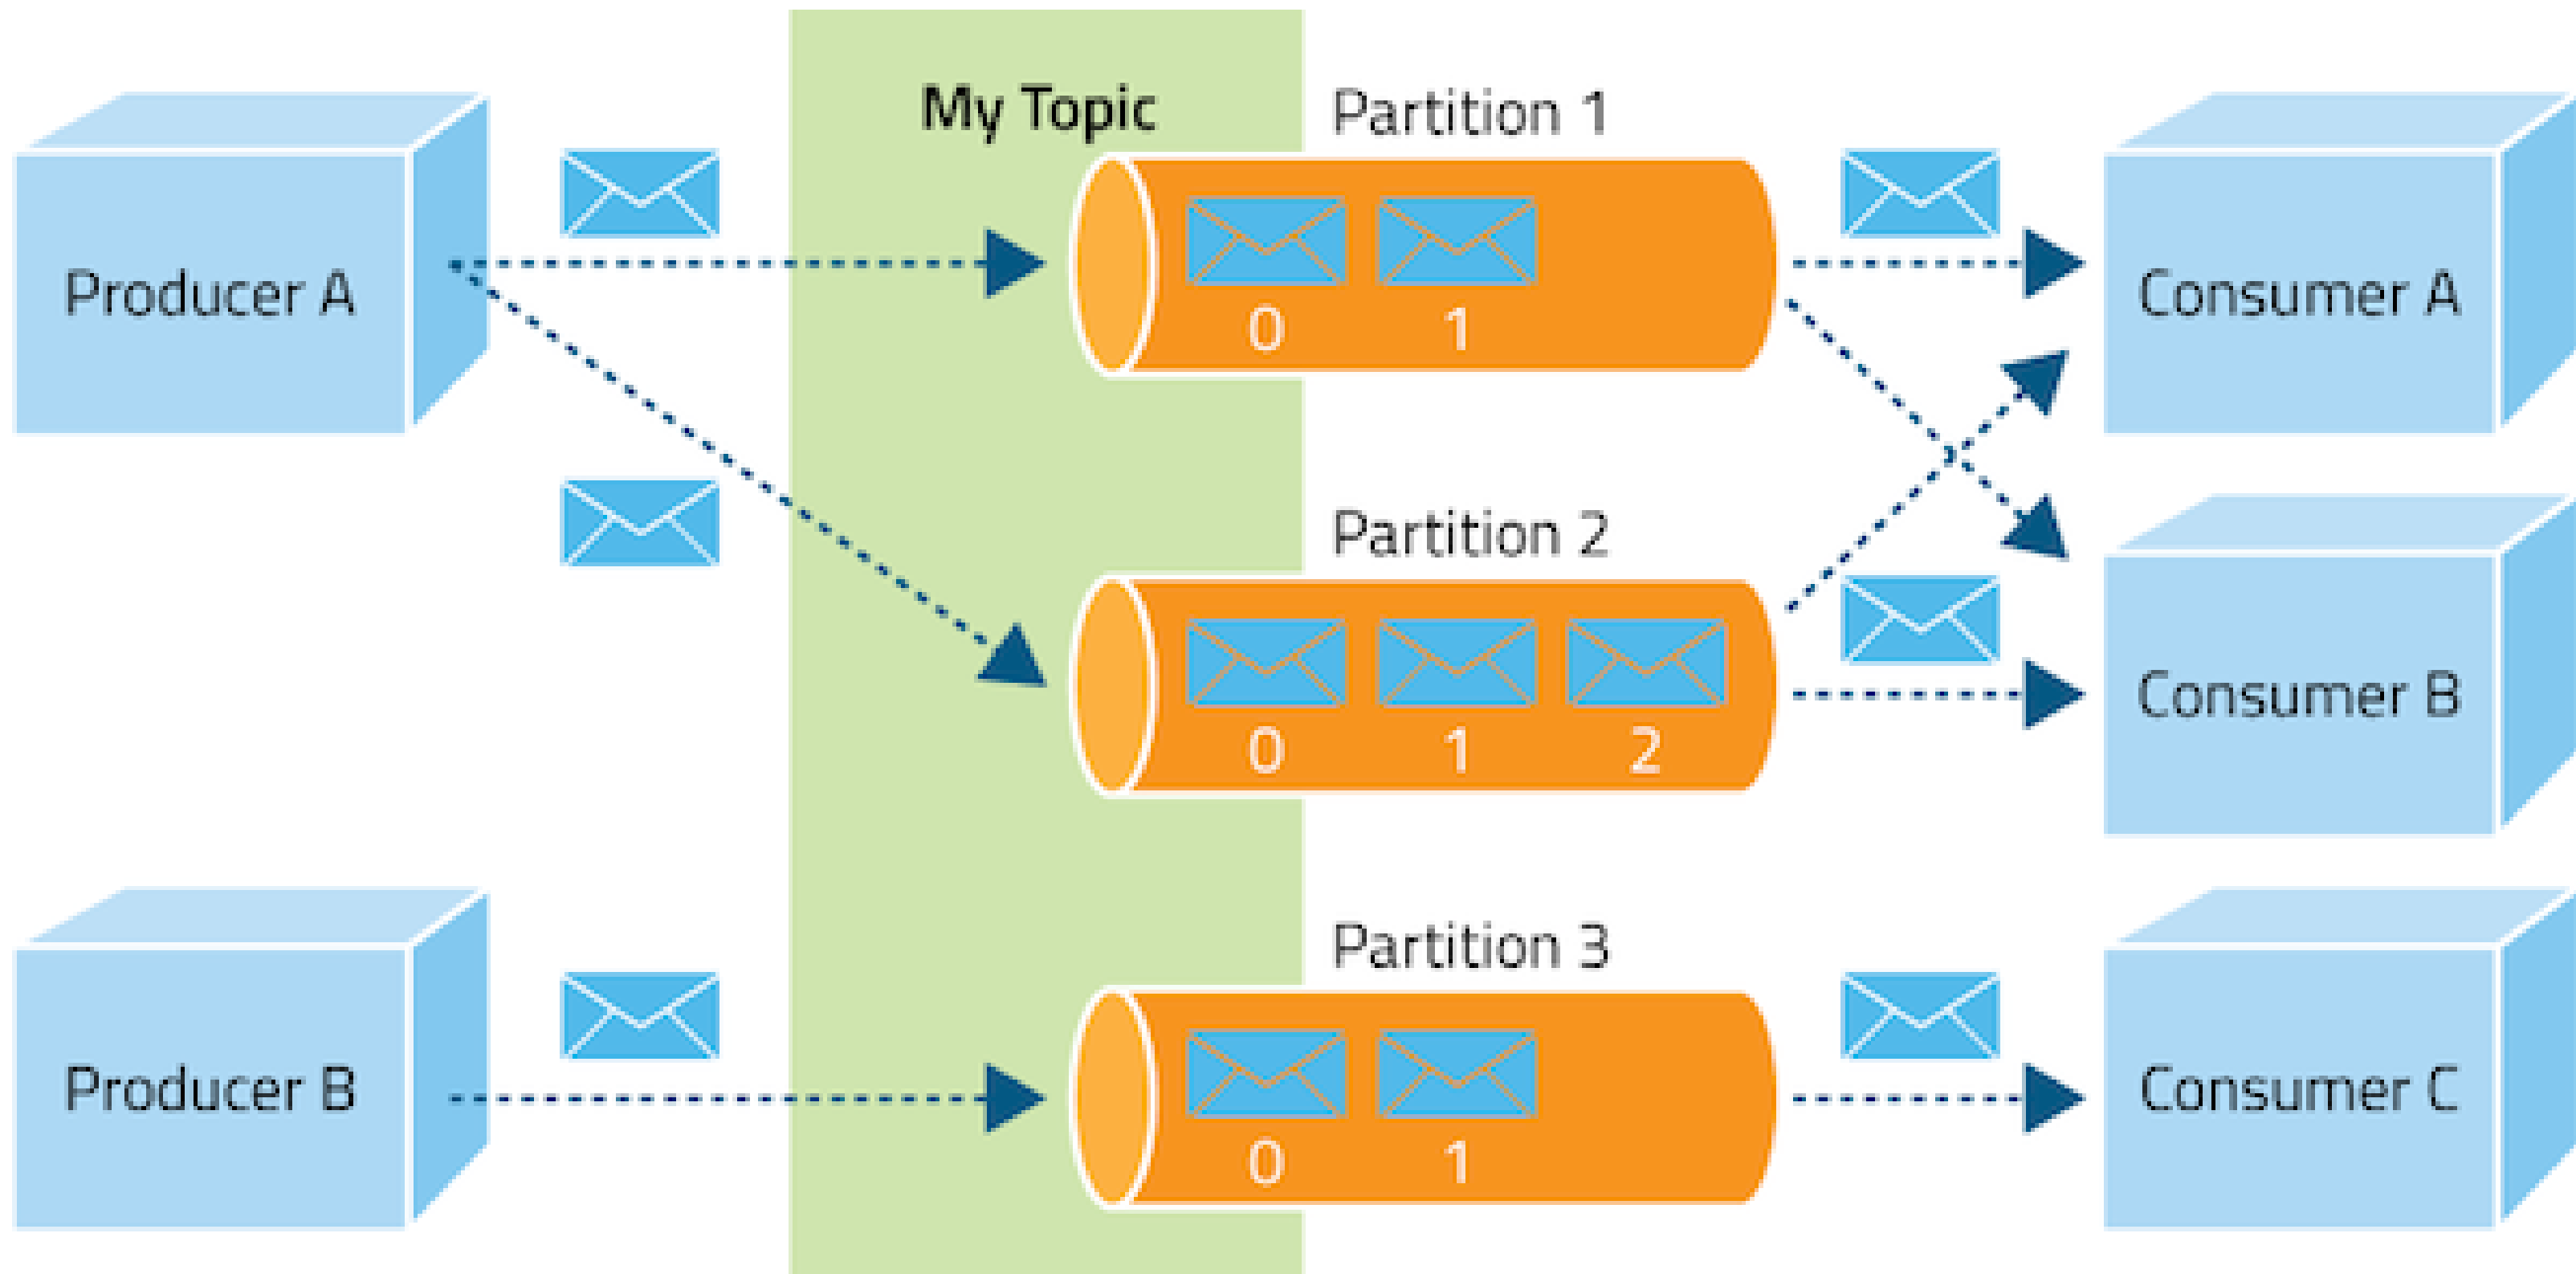 My Topic
Partition 1
Producer A
0 1
Consumer A
Partition 2
0 1 2
Consumer B
Partition 3
Producer B
0 1
Consumer C